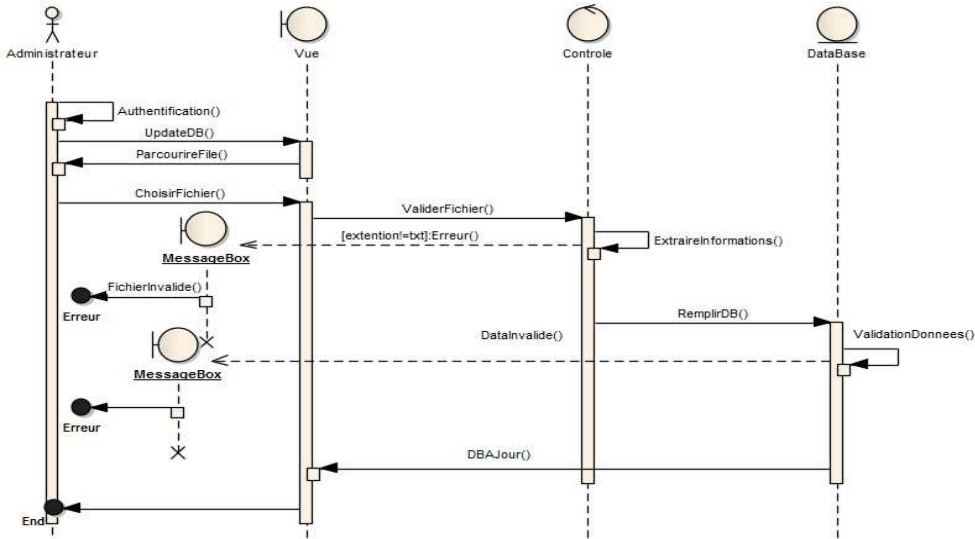 Administrateur
Vue
Controle
DataBase
Authentification()
UpdateDB()
ParcourireFile()
ChoisirFichier()
ValiderFichier()
[extention!=txt]:Erreur()
ExtraireInformations()
MessageBox
FichierInvalide()
Erreur
RemplirDB()
DataInvalide()
ValidationDonnees()
MessageBox
Erreur
DBAJour()
End